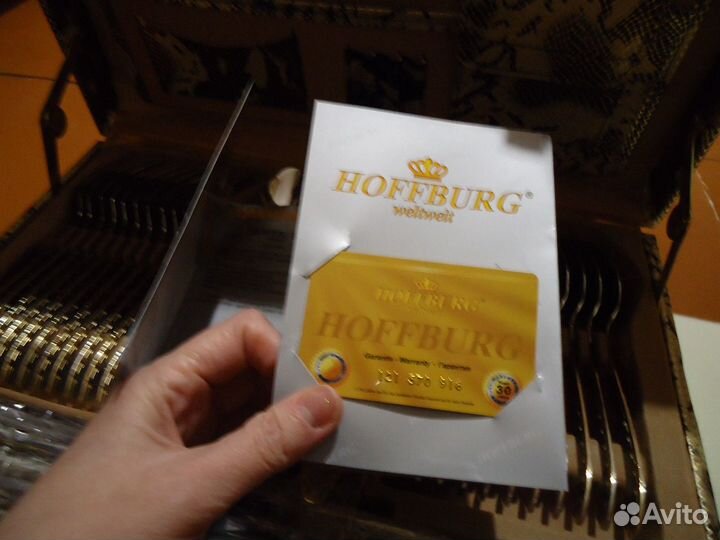 HOFFBURG®
weltweit
HOFFBURG®
HOFFBURG
Garantie - Warranty - Гарантия
30
Avito